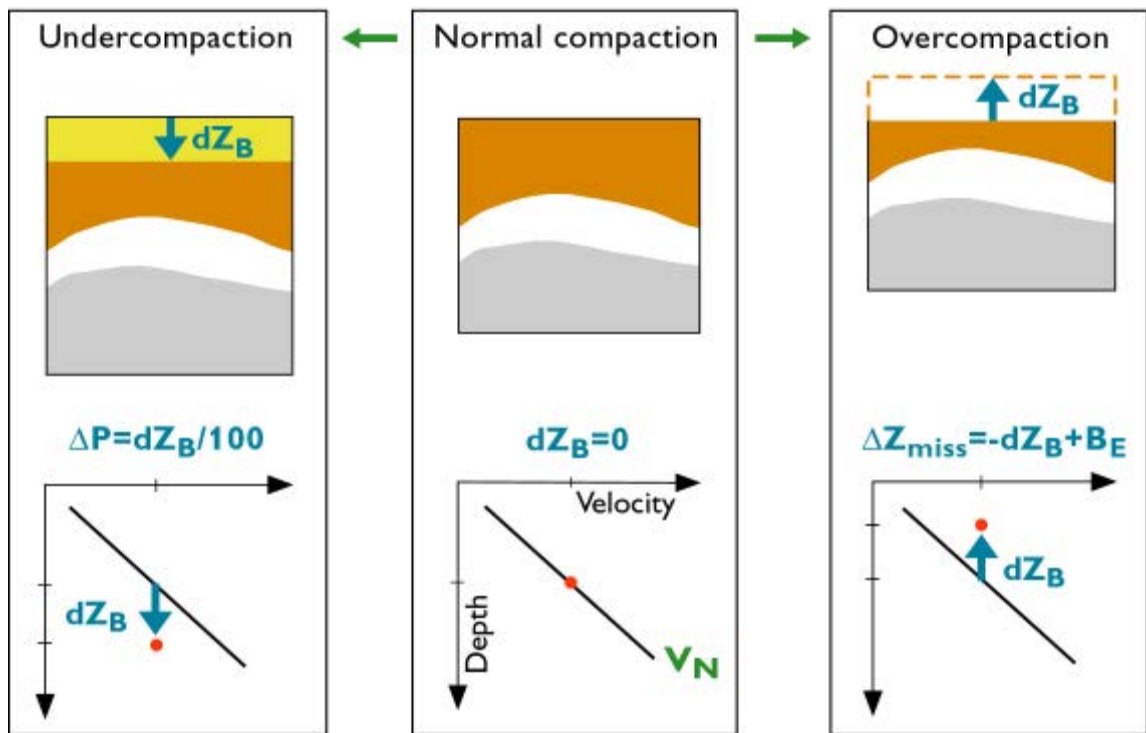 Undercompaction
dZB
ΔP=dZB/100
dZB
Normal compaction
dZB=0
Velocity
Depth
VN
Overcompaction
dZB
ΔZmiss=-dZB+BE
dZB